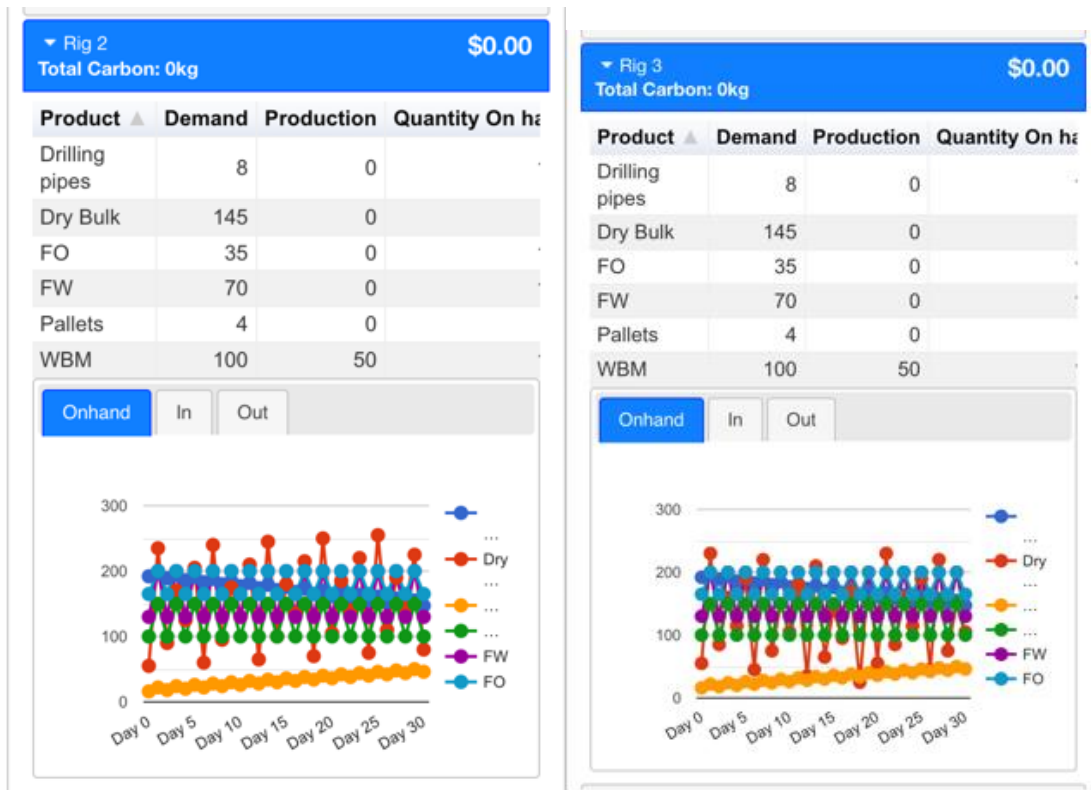 Rig 2 $0.00
Total Carbon: 0kg
Product Demand Production Quantity On ha
Drilling
pipes 8 0
Dry Bulk 145 0
FO 35 0
FW 70 0
Pallets 4 0
WBM 100 50
Onhand In Out
300
200
100
0
Day 0 Day 5 Day 10 Day 15 Day 20 Day 25 Day 30
...
Dry
...
...
...
FW
FO
Rig 3 $0.00
Total Carbon: 0kg
Product Demand Production Quantity On ha
Drilling
pipes 8 0
Dry Bulk 145 0
FO 35 0
FW 70 0
Pallets 4 0
WBM 100 50
Onhand In Out
300
200
100
0
Day 0 Day 5 Day 10 Day 15 Day 20 Day 25 Day 30
...
Dry
...
...
...
FW
FO